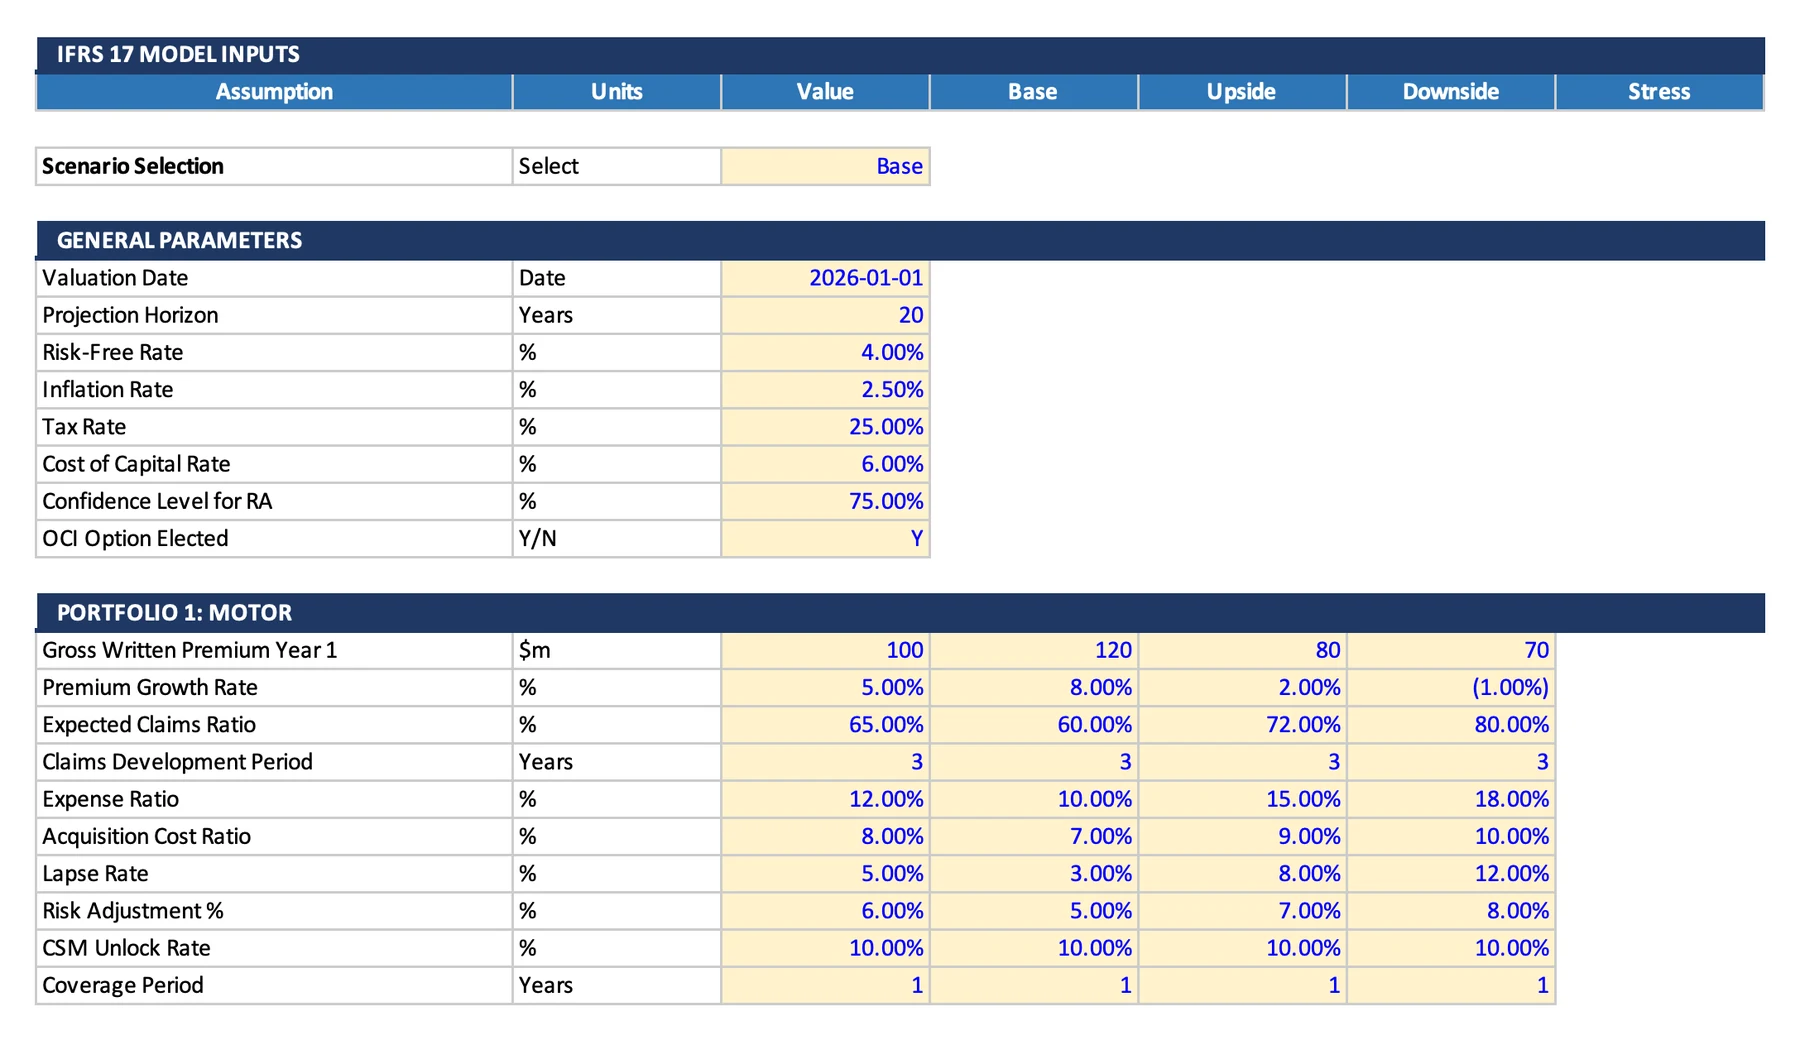 IFRS 17 MODEL INPUTS
Assumption Units Value Base Upside Downside Stress
Scenario Selection Select Base
GENERAL PARAMETERS
Valuation Date Date 2026-01-01
Projection Horizon Years 20
Risk-Free Rate % 4.00%
Inflation Rate % 2.50%
Tax Rate % 25.00%
Cost of Capital Rate % 6.00%
Confidence Level for RA % 75.00%
OCI Option Elected Y/N Y
PORTFOLIO 1: MOTOR
Gross Written Premium Year 1 $m 100 120 80 70
Premium Growth Rate % 5.00% 8.00% 2.00% (1.00%)
Expected Claims Ratio % 65.00% 60.00% 72.00% 80.00%
Claims Development Period Years 3 3 3 3
Expense Ratio % 12.00% 10.00% 15.00% 18.00%
Acquisition Cost Ratio % 8.00% 7.00% 9.00% 10.00%
Lapse Rate % 5.00% 3.00% 8.00% 12.00%
Risk Adjustment % % 6.00% 5.00% 7.00% 8.00%
CSM Unlock Rate % 10.00% 10.00% 10.00% 10.00%
Coverage Period Years 1 1 1 1